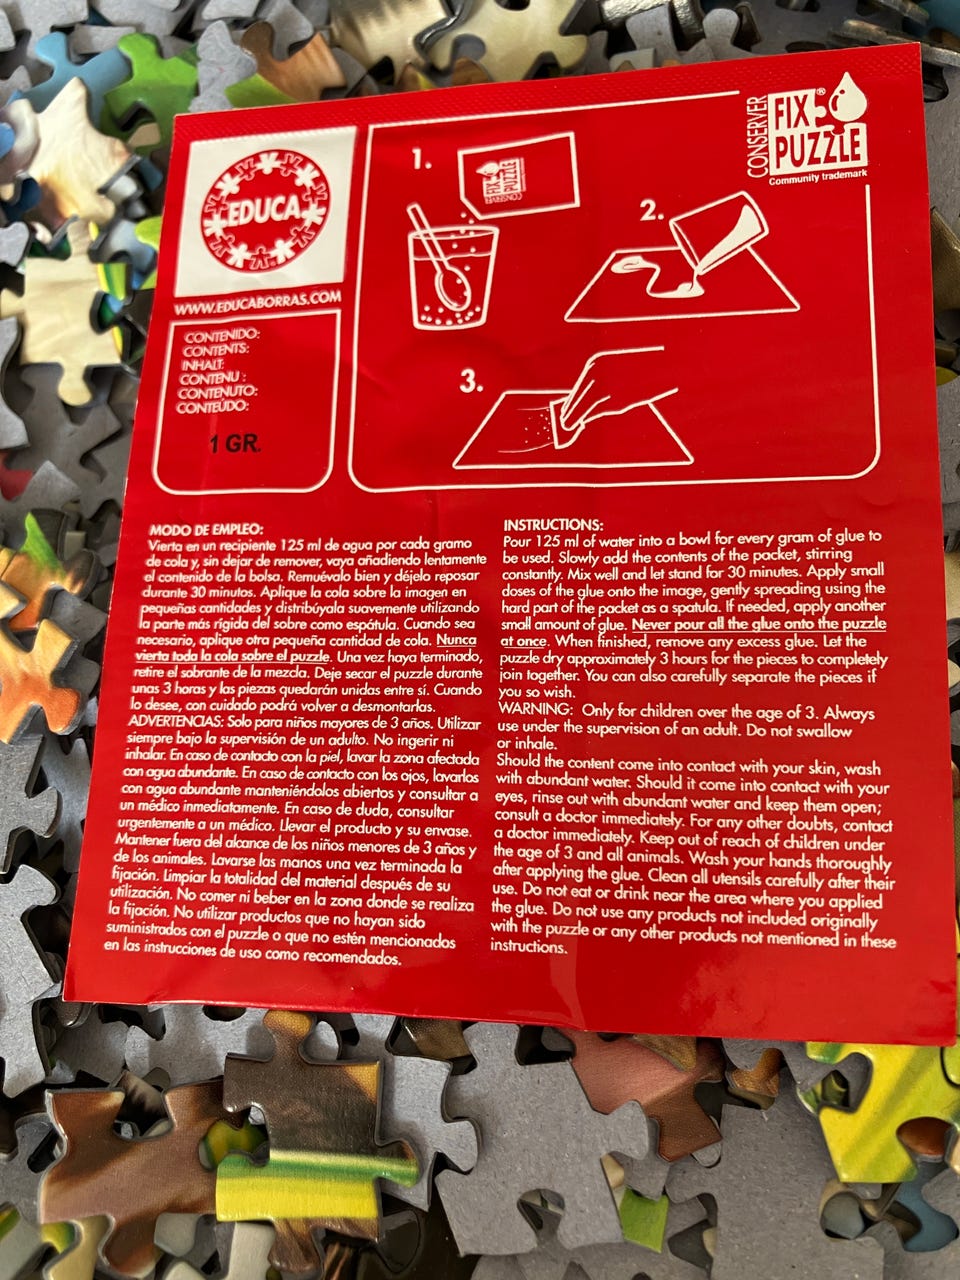 CONSERVER
FIX
PUZZLE
®
Community trademark
EDUCA
WWW.EDUCABORRAS.COM
CONTENIDO:
CONTENTS:
INHALT:
CONTENU :
CONTENUTO:
CONTEÚDO:
1 GR.
1.
FIX
PUZZLE
CONSERVER
2.
3.
MODO DE EMPLEO:
Vierta en un recipiente 125 ml de agua por cada gramo
de cola y, sin dejar de remover, vaya añadiendo lentamente
el contenido de la bolsa. Remuévalo bien y déjelo reposar
durante 30 minutos. Aplique la cola sobre la imagen en
pequeñas cantidades y distribúyala suavemente utilizando
la parte más rígida del sobre como espátula. Cuando sea
necesario, aplique otra pequeña cantidad de cola. Nunca
vierta toda la cola sobre el puzzle. Una vez haya terminado,
retire el sobrante de la mezcla. Deje secar el puzzle durante
unas 3 horas y las piezas quedarán unidas entre sí. Cuando
lo desee, con cuidado podrá volver a desmontarlas.
ADVERTENCIAS: Solo para niños mayores de 3 años. Utilizar
siempre bajo la supervisión de un adulto. No ingerir ni
inhalar. En caso de contacto con la piel, lavar la zona afectada
con agua abundante. En caso de contacto con los ojos, lavarlos
con agua abundante manteniéndolos abiertos y consultar a
un médico inmediatamente. En caso de duda, consultar
urgentemente a un médico. Llevar el producto y su envase.
Mantener fuera del alcance de los niños menores de 3 años y
de los animales. Lavarse las manos una vez terminada la
fijación. Limpiar la totalidad del material después de su
utilización. No comer ni beber en la zona donde se realiza
la fijación. No utilizar productos que no hayan sido
suministrados con el puzzle o que no estén mencionados
en las instrucciones de uso como recomendados.
INSTRUCTIONS:
Pour 125 ml of water into a bowl for every gram of glue to
be used. Slowly add the contents of the packet, stirring
constantly. Mix well and let stand for 30 minutes. Apply small
doses of the glue onto the image, gently spreading using the
hard part of the packet as a spatula. If needed, apply another
small amount of glue. Never pour all the glue onto the puzzle
at once. When finished, remove any excess glue. Let the
puzzle dry approximately 3 hours for the pieces to completely
join together. You can also carefully separate the pieces if
you so wish.
WARNING: Only for children over the age of 3. Always
use under the supervision of an adult. Do not swallow
or inhale.
Should the content come into contact with your skin, wash
with abundant water. Should it come into contact with your
eyes, rinse out with abundant water and keep them open;
consult a doctor immediately. For any other doubts, contact
a doctor immediately. Keep out of reach of children under
the age of 3 and all animals. Wash your hands thoroughly
after applying the glue. Clean all utensils carefully after their
use. Do not eat or drink near the area where you applied
the glue. Do not use any products not included originally
with the puzzle or any other products not mentioned in these
instructions.